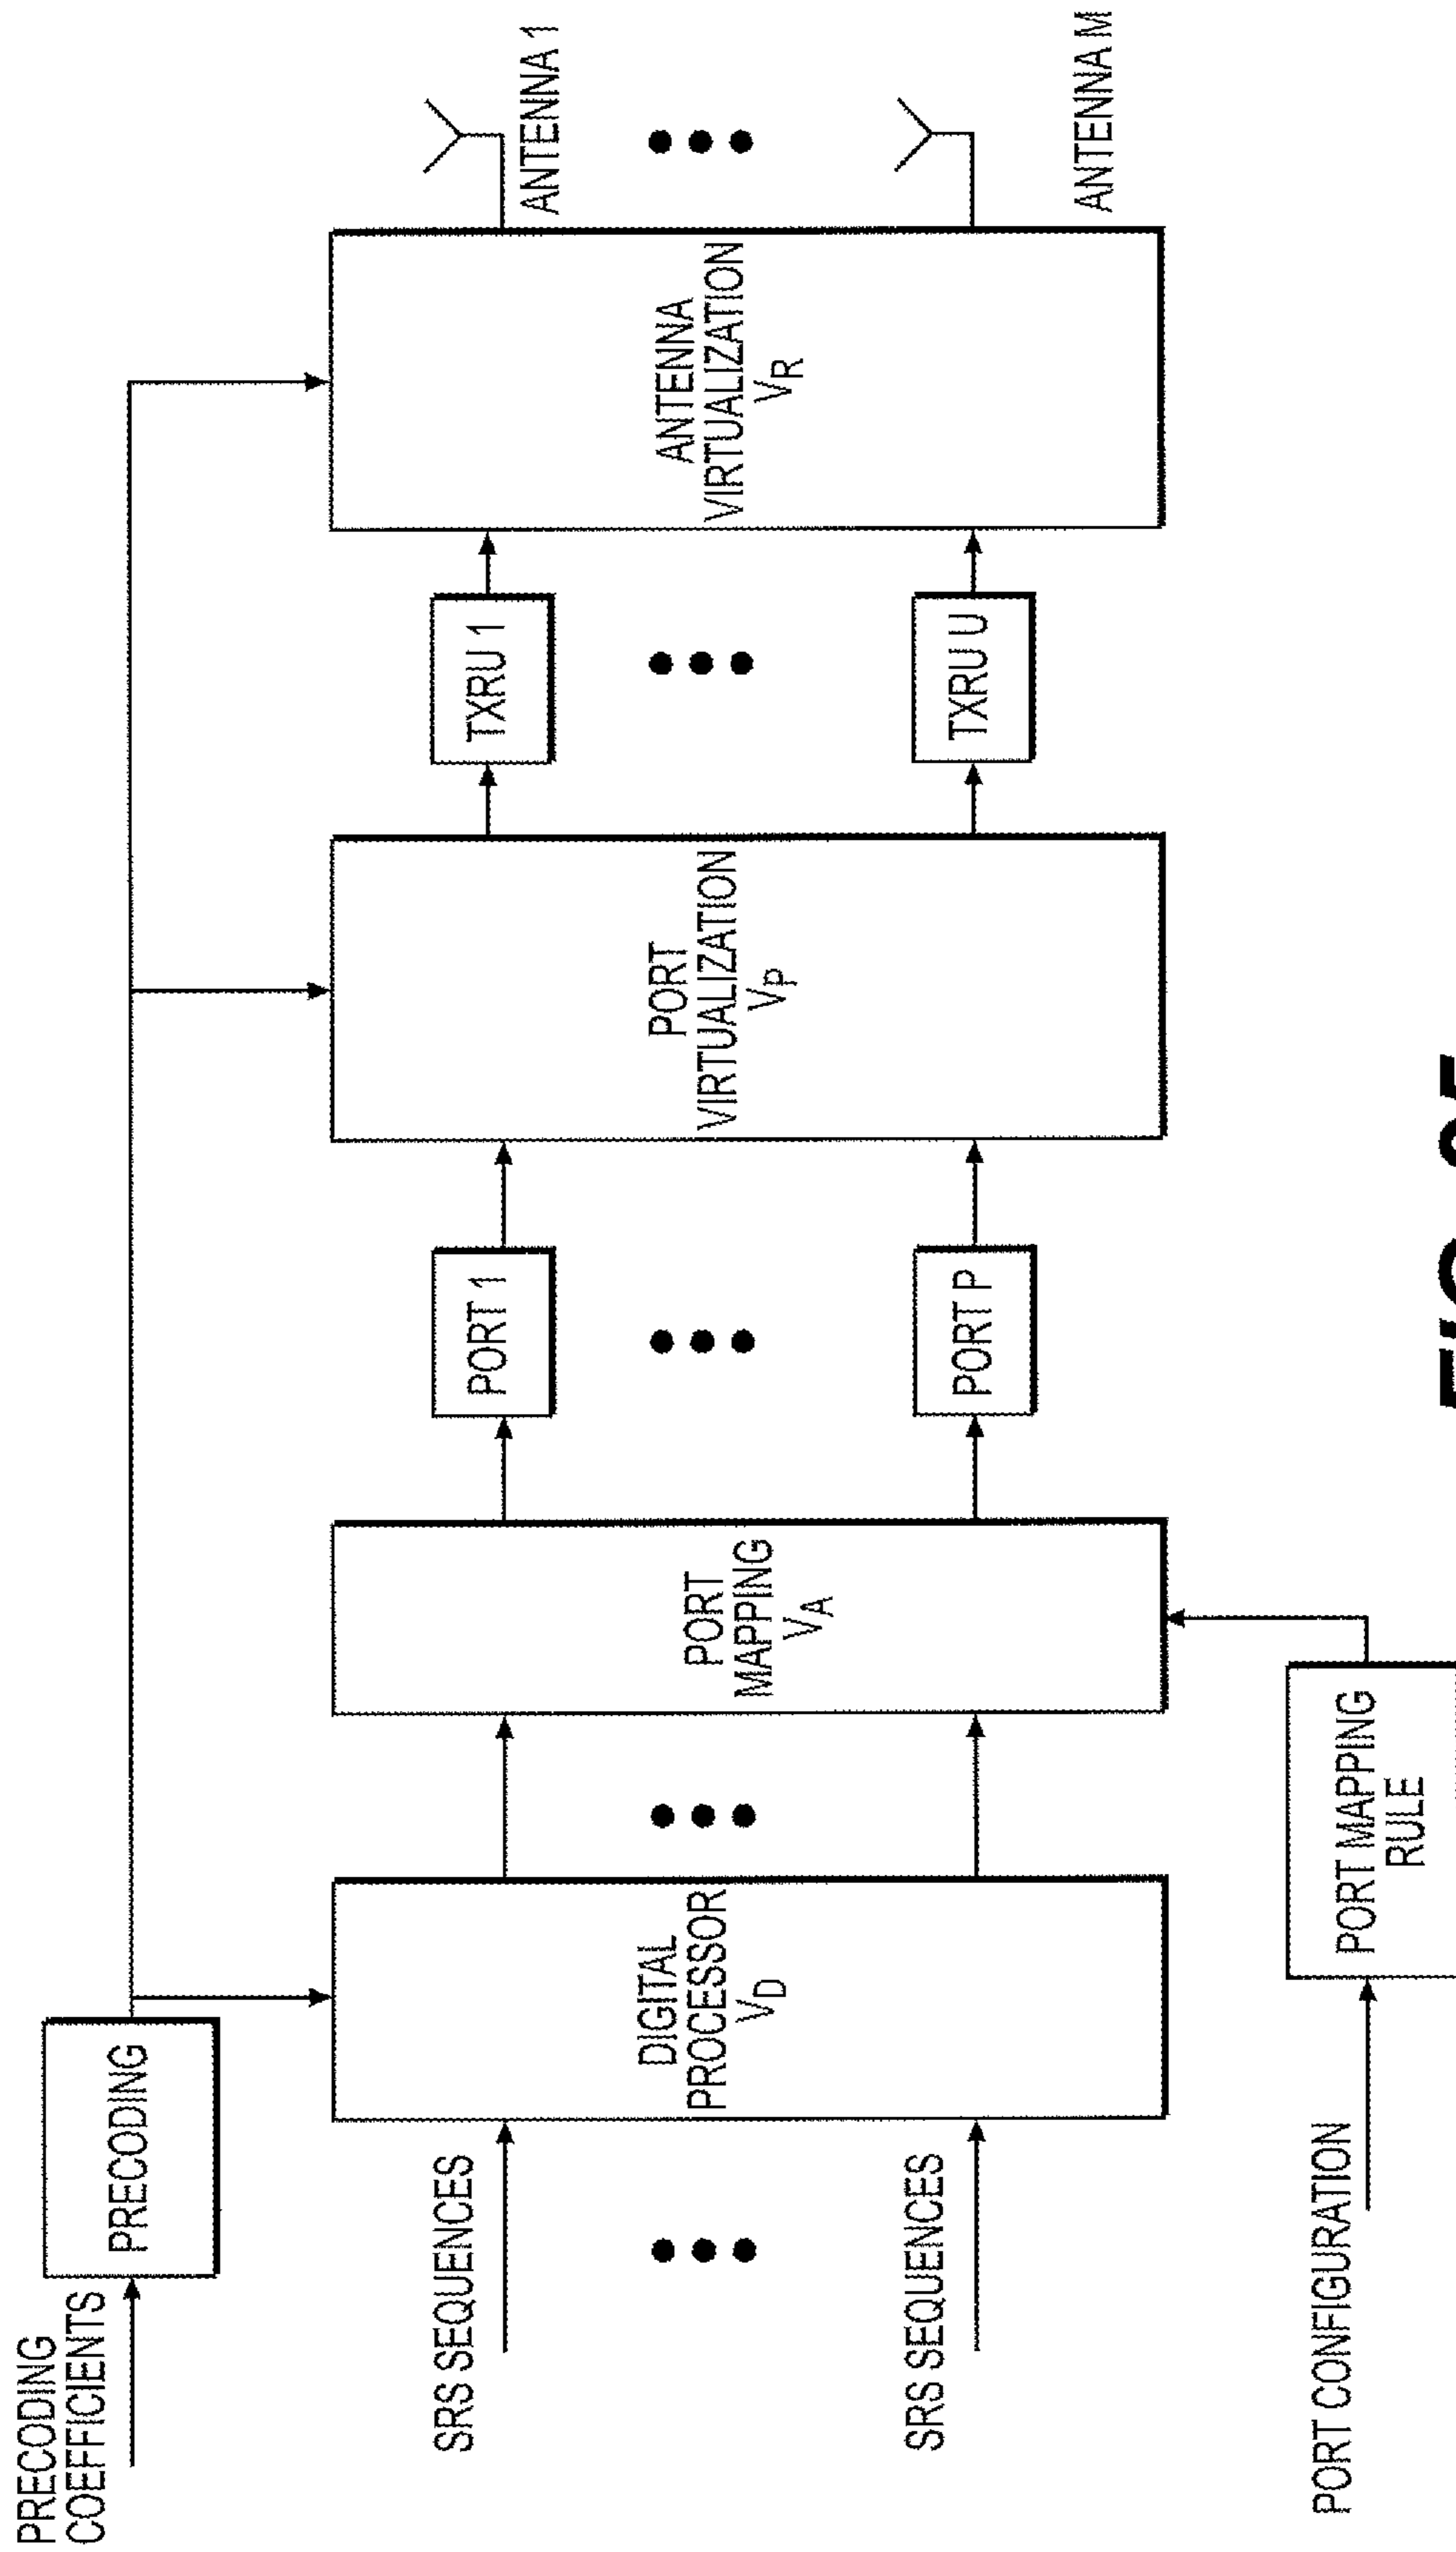 PRECODING
COEFFICIENTS
PRECODING
SRS SEQUENCES
SRS SEQUENCES
DIGITAL
PROCESSOR
VD
PORT
MAPPING
VA
PORT CONFIGURATION
PORT MAPPING
RULE
PORT 1
PORT P
PORT
VIRTUALIZATION
VP
TXRU 1
TXRU U
ANTENNA
VIRTUALIZATION
VR
ANTENNA 1
ANTENNA M